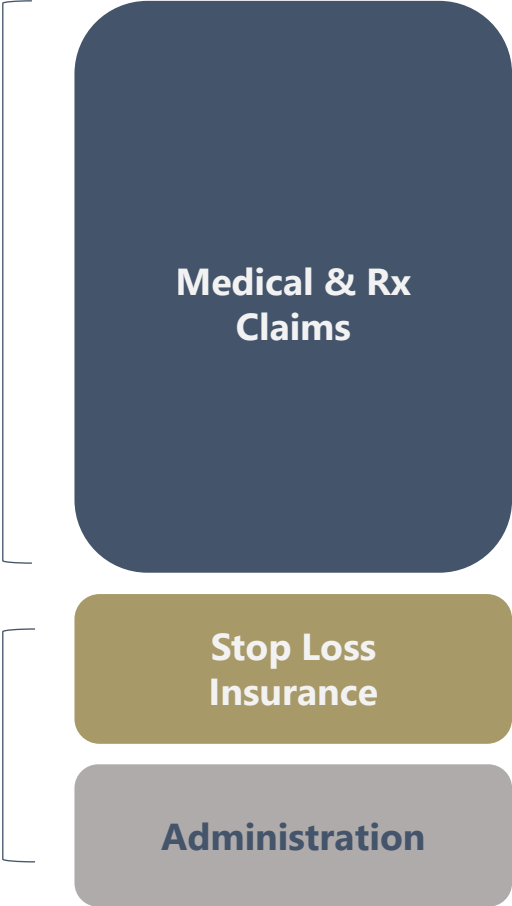 Medical & Rx
Claims
Stop Loss
Insurance
Administration